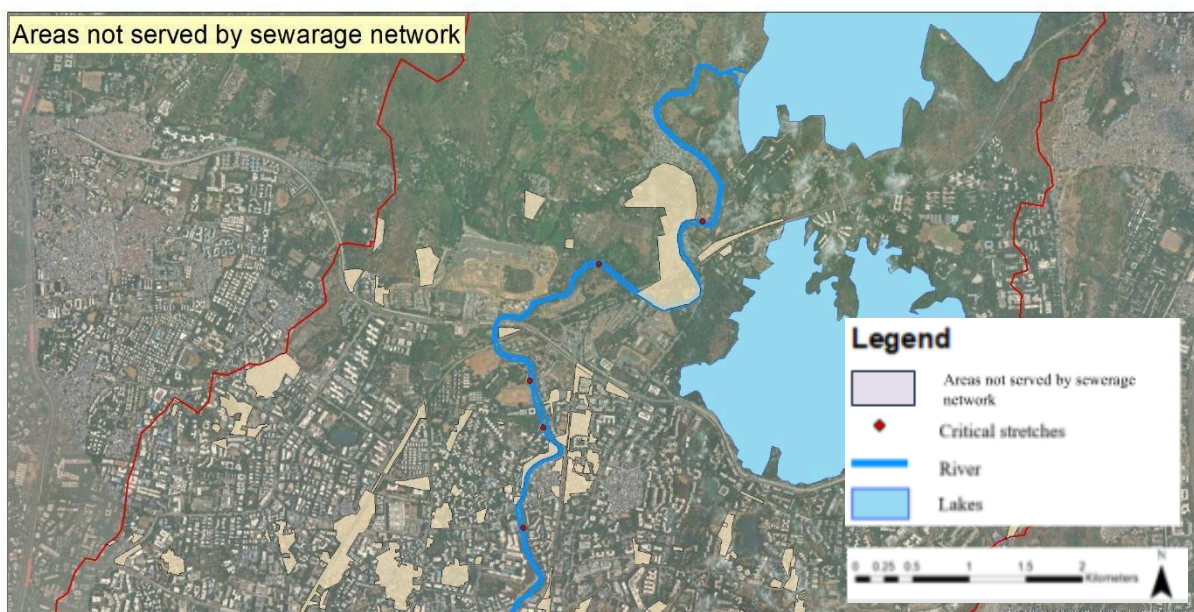 Areas not served by sewarage network
Legend
Areas not served by sewerage
network
Critical stretches
River
Lakes
N
0 0.25 0.5 1 1.5 2
Kilometers